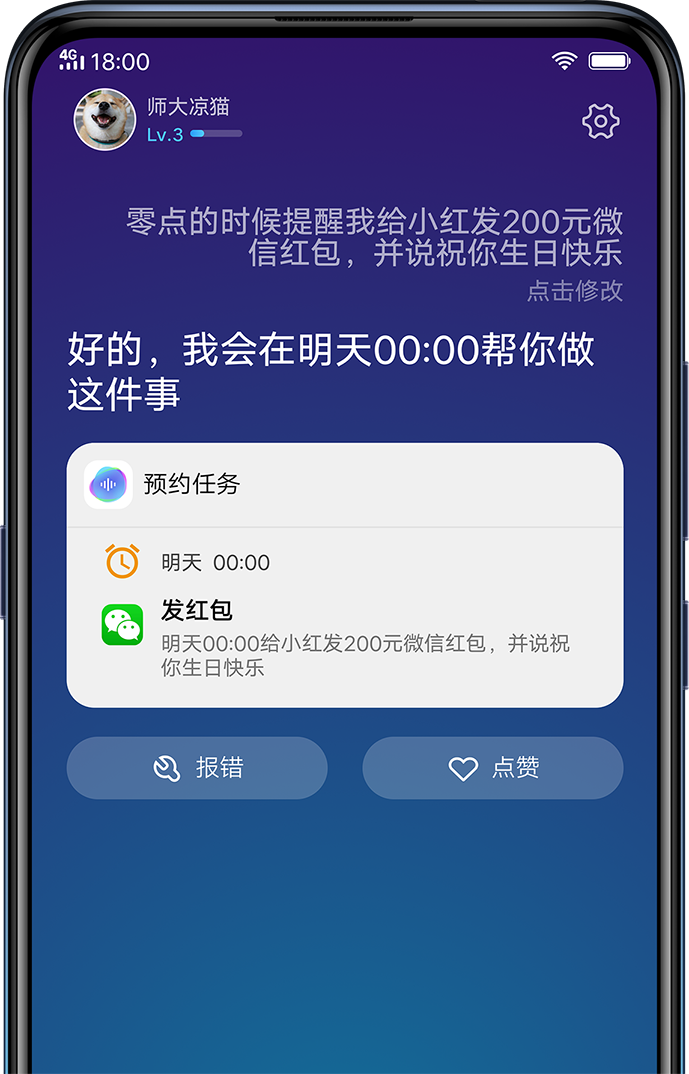 4G 18:00
师大凉猫
Lv.3
零点的时候提醒我给小红发200元微
信红包，并说祝你生日快乐
点击修改
好的，我会在明天00:00帮你做
这件事
预约任务
明天 00:00
发红包
明天00:00给小红发200元微信红包，并说祝
你生日快乐
报错
点赞